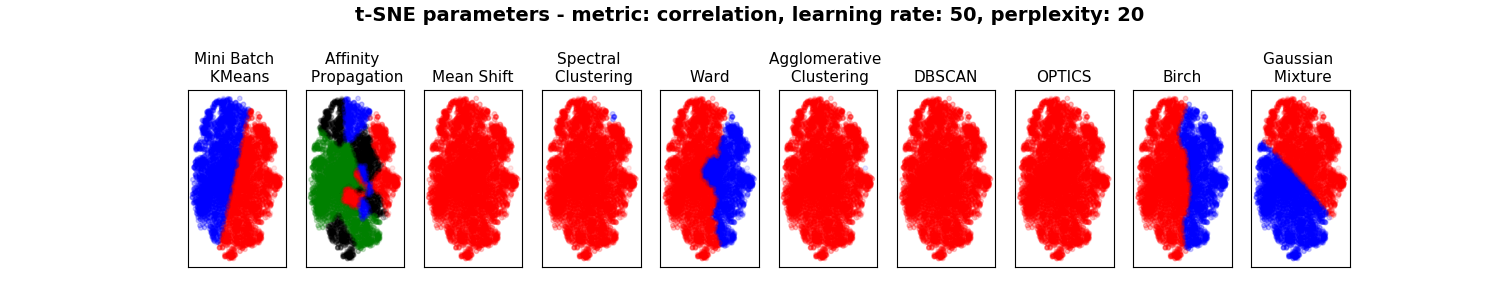 t-SNE parameters - metric: correlation, learning rate: 50, perplexity: 20
Mini Batch
KMeans
Affinity
Propagation
Mean Shift
Spectral
Clustering
Ward
Agglomerative
Clustering
DBSCAN
OPTICS
Birch
Gaussian
Mixture